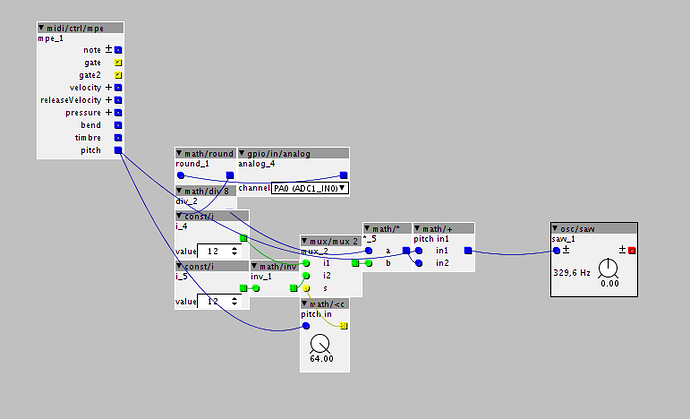 midi/ctrl/mpe
mpe_1
note ±
gate
gate2
velocity +
releaseVelocity +
pressure +
bend
timbre
pitch
math/round
round_1
gpio/in/analog
analog_4
channel PA0 (ADC1_IN0)
math/div 8
div_2
const/i
i_4
value 12
const/i
i_5
value 12
math/inv
inv_1
mux/mux 2
mux_2
i1
i2
s
math/<c
pitch in
64.00
math/*
*_5
a
b
math/+
pitch in1
in1
in2
osc/saw
saw_1
± ±
329,6 Hz
0.00